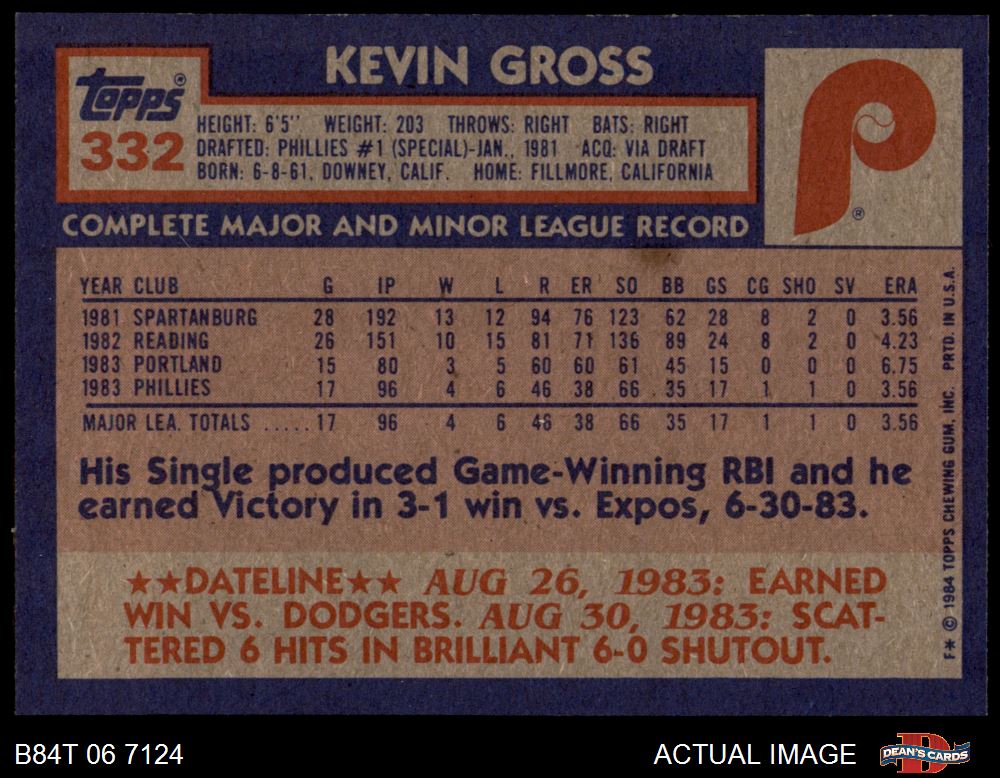 KEVIN GROSS
Topps®
332
HEIGHT: 6'5'' WEIGHT: 203 THROWS: RIGHT BATS: RIGHT
DRAFTED: PHILLIES #1 (SPECIAL)-JAN., 1981 ACQ: VIA DRAFT
BORN: 6-8-61, DOWNEY, CALIF. HOME: FILLMORE, CALIFORNIA
P®
COMPLETE MAJOR AND MINOR LEAGUE RECORD
YEAR CLUB G IP W L R ER SO BB GS CG SHO SV ERA
1981 SPARTANBURG 28 192 13 12 94 76 123 62 28 8 2 0 3.56
1982 READING 26 151 10 15 81 71 136 89 24 8 2 0 4.23
1983 PORTLAND 15 80 3 5 60 60 61 45 15 0 0 0 6.75
1983 PHILLIES 17 96 4 6 46 38 66 35 17 1 1 0 3.56
MAJOR LEA. TOTALS .....17 96 4 6 46 38 66 35 17 1 1 0 3.56
His Single produced Game-Winning RBI and he
earned Victory in 3-1 win vs. Expos, 6-30-83.
★★DATELINE★★ AUG 26, 1983: EARNED
WIN VS. DODGERS. AUG 30, 1983: SCAT-
TERED 6 HITS IN BRILLIANT 6-0 SHUTOUT.
F* © 1984 TOPPS CHEWING GUM, INC. PRTD. IN U.S.A.
B84T 06 7124
ACTUAL IMAGE
DEAN'S CARDS